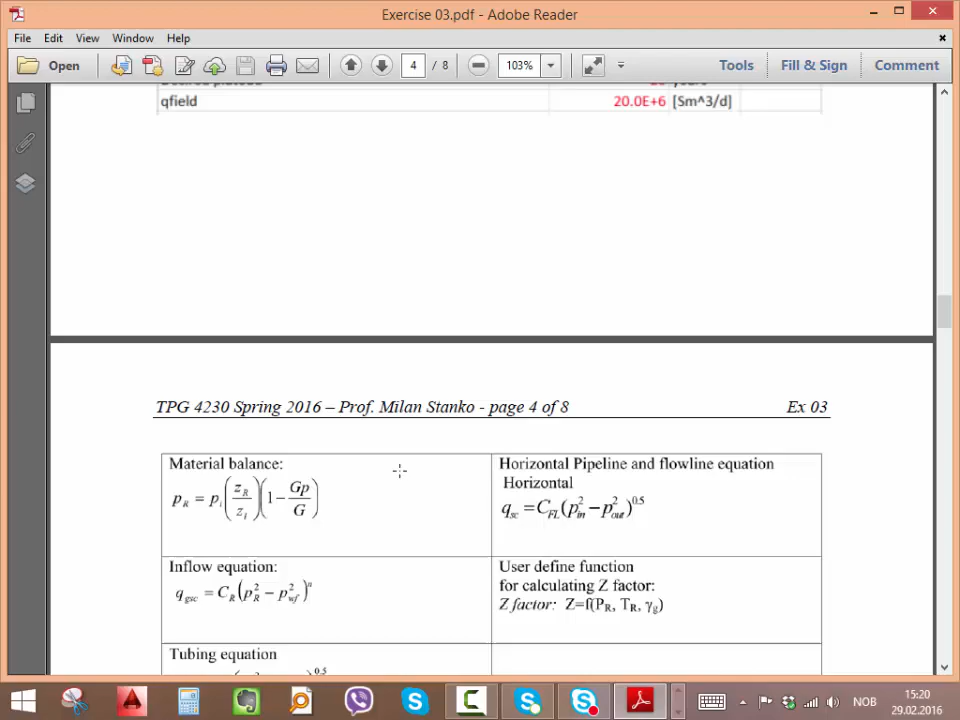 Exercise 03.pdf - Adobe Reader
File Edit View Window Help
Open 4 / 8 103% Tools Fill & Sign Comment
qfield 20.0E+6 [Sm^3/d]
TPG 4230 Spring 2016 – Prof. Milan Stanko - page 4 of 8 Ex 03
Material balance:
p_R = p_i (z_R / z_i) (1 − Gp / G)
Horizontal Pipeline and flowline equation
Horizontal
q_sc = C_FL (p_in^2 − p_out^2)^0.5
Inflow equation:
q_gsc = C_R (p_R^2 − p_wf^2)^n
User define function
for calculating Z factor:
Z factor: Z=f(P_R, T_R, γ_g)
Tubing equation
0.5
NOB
15:20
29.02.2016